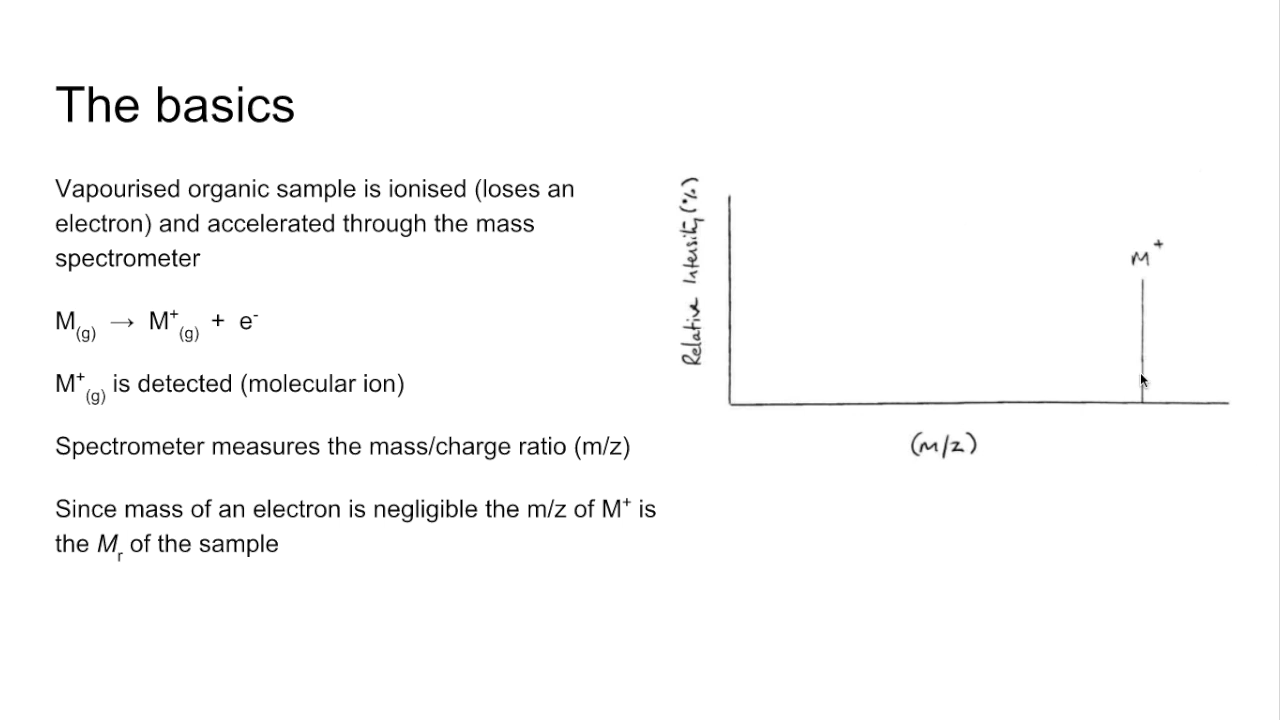 The basics
Vapourised organic sample is ionised (loses an
electron) and accelerated through the mass
spectrometer
M(g) → M⁺(g) + e⁻
M⁺(g) is detected (molecular ion)
Spectrometer measures the mass/charge ratio (m/z)
Since mass of an electron is negligible the m/z of M⁺ is
the Mr of the sample
Relative Intensity (%)
M⁺
(m/z)